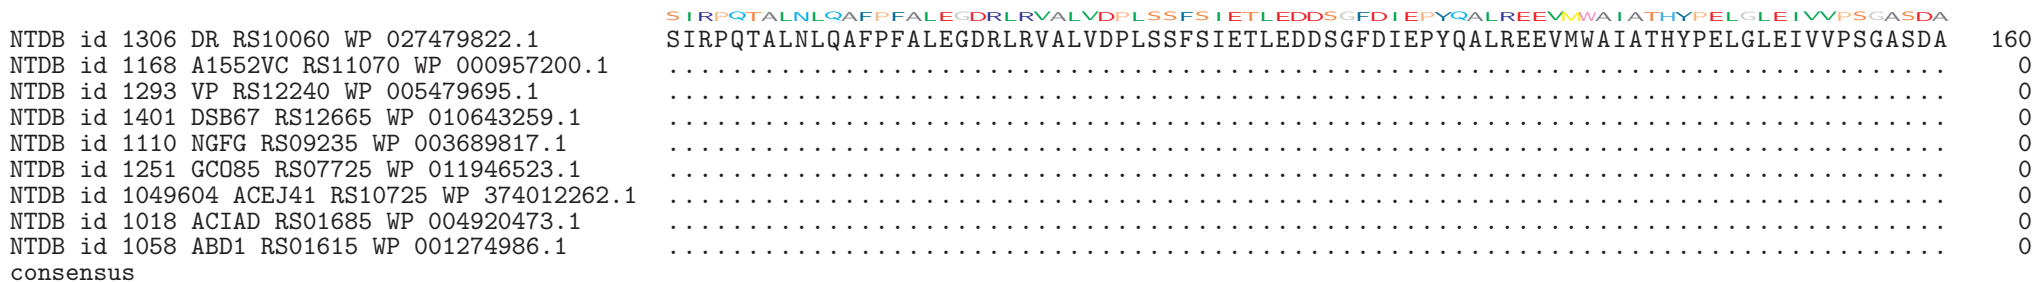 SIRPQTALNLQAFPFALEGDRLRVALVDPLSSFSIETLEDDSGFDIEPYQALREEVMWAIATHYPELGLEIVVPSGASDA
NTDB id 1306 DR RS10060 WP 027479822.1 SIRPQTALNLQAFPFALEGDRLRVALVDPLSSFSIETLEDDSGFDIEPYQALREEVMWAIATHYPELGLEIVVPSGASDA 160
NTDB id 1168 A1552VC RS11070 WP 000957200.1 ................................................................................ 0
NTDB id 1293 VP RS12240 WP 005479695.1 ................................................................................ 0
NTDB id 1401 DSB67 RS12665 WP 010643259.1 ................................................................................ 0
NTDB id 1110 NGFG RS09235 WP 003689817.1 ................................................................................ 0
NTDB id 1251 GCO85 RS07725 WP 011946523.1 ................................................................................ 0
NTDB id 1049604 ACEJ41 RS10725 WP 374012262.1 ................................................................................ 0
NTDB id 1018 ACIAD RS01685 WP 004920473.1 ................................................................................ 0
NTDB id 1058 ABD1 RS01615 WP 001274986.1 ................................................................................ 0
consensus